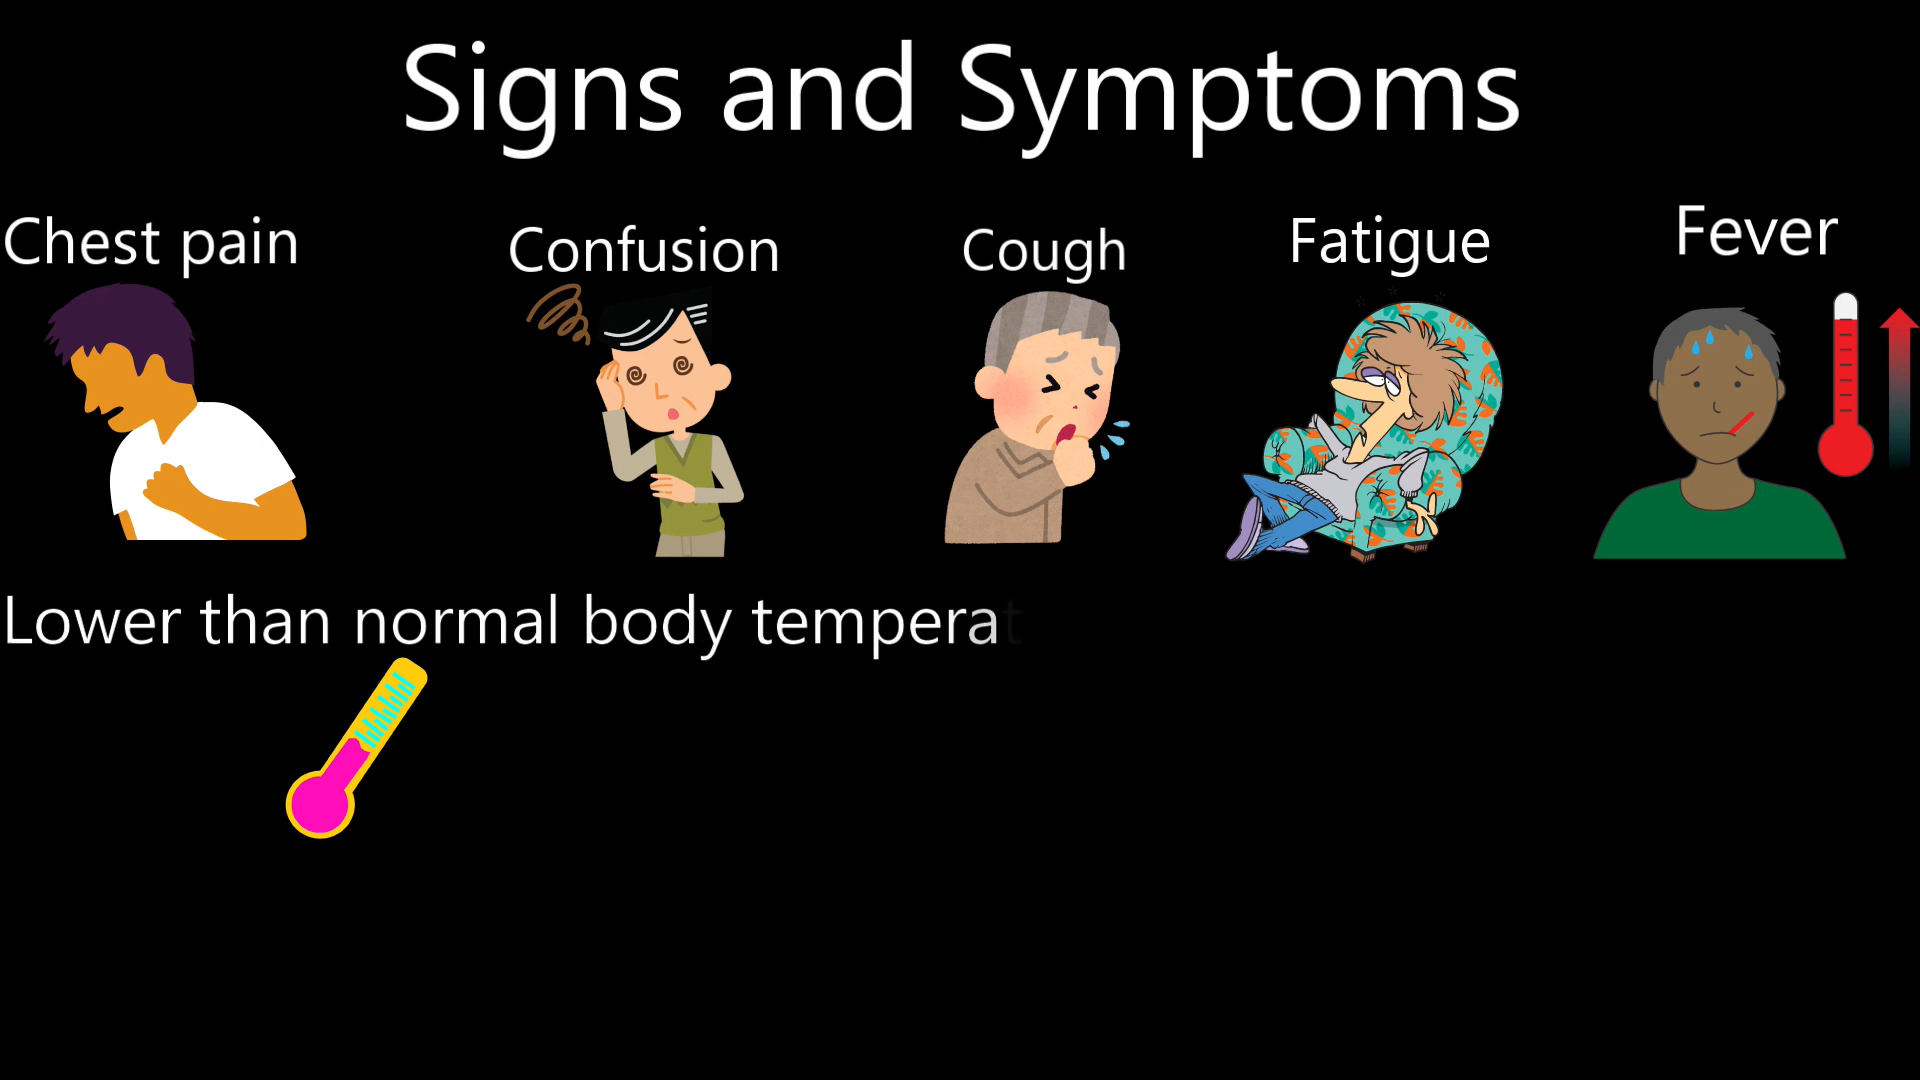 Signs and Symptoms
Chest pain
Confusion
Cough
Fatigue
Fever
Lower than normal body temperat